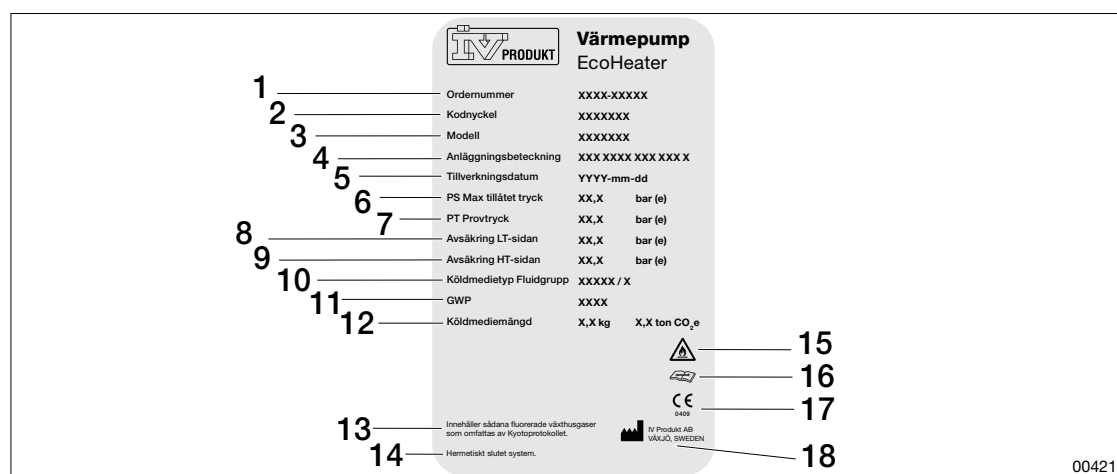 IV PRODUKT
Värmepump
EcoHeater
1 Ordernummer XXXX-XXXXX
2 Kodnyckel XXXXXXX
3 Modell XXXXXXX
4 Anläggningsbeteckning XXX XXXX XXX XXX X
5 Tillverkningsdatum YYYY-mm-dd
6 PS Max tillåtet tryck XX,X bar (e)
7 PT Provtryck XX,X bar (e)
8 Avsäkring LT-sidan XX,X bar (e)
9 Avsäkring HT-sidan XX,X bar (e)
10 Köldmedietyp Fluidgrupp XXXXX / X
11 GWP XXXX
12 Köldmediemängd X,X kg X,X ton CO₂e
15
16
CE 17
0409
13 Innehåller sådana fluorerade växthusgaser
som omfattas av Kyotoprotokollet.
IV Produkt AB
VÄXJÖ, SWEDEN
18
14 Hermetiskt slutet system.
00421